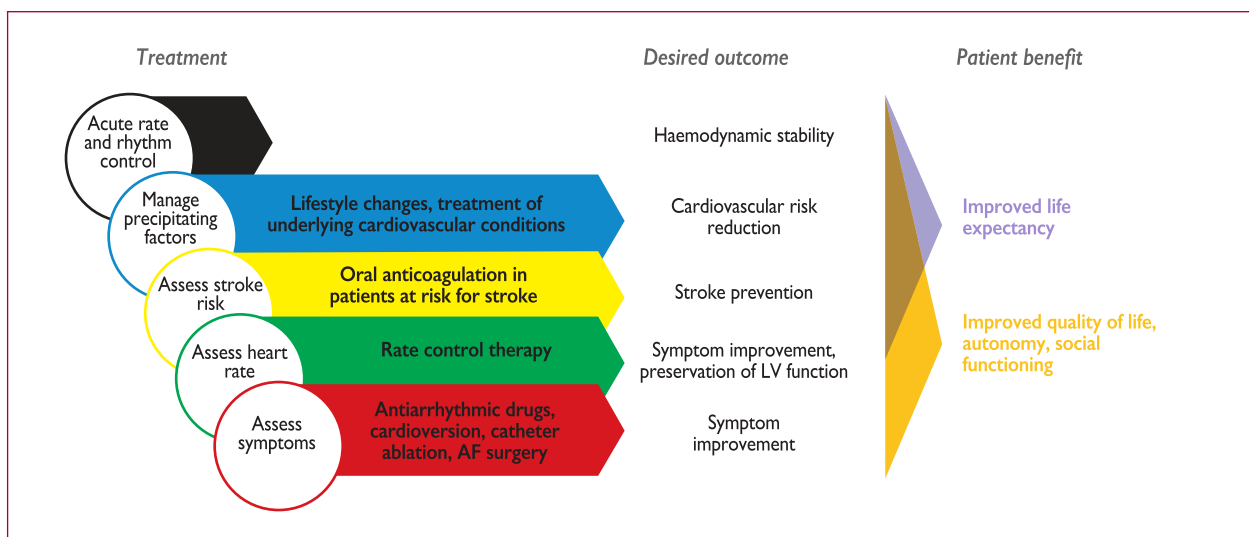 Treatment
Desired outcome
Patient benefit
Acute rate
and rhythm
control
Haemodynamic stability
Manage
precipitating
factors
Lifestyle changes, treatment of
underlying cardiovascular conditions
Cardiovascular risk
reduction
Improved life
expectancy
Assess stroke
risk
Oral anticoagulation in
patients at risk for stroke
Stroke prevention
Assess heart
rate
Rate control therapy
Symptom improvement,
preservation of LV function
Improved quality of life,
autonomy, social
functioning
Assess
symptoms
Antiarrhythmic drugs,
cardioversion, catheter
ablation, AF surgery
Symptom
improvement